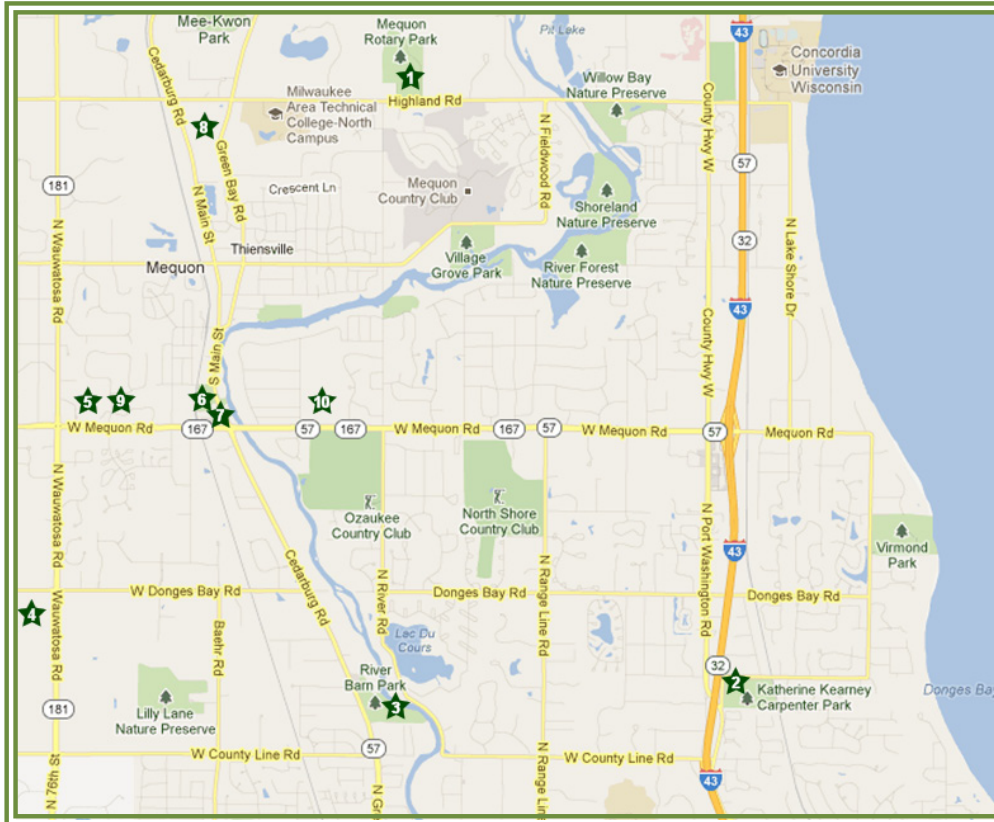 Mee-Kwon
Park
Mequon
Rotary Park
1
Pit Lake
43
Concordia
University
Wisconsin
Cedarburg Rd
Milwaukee
Area Technical
College-North
Campus
Highland Rd
Willow Bay
Nature Preserve
County Hwy W
8
Green Bay Rd
N Fieldwood Rd
57
181
N Main St
Crescent Ln
Mequon
Country Club
Shoreland
Nature Preserve
N Wauwatosa Rd
Thiensville
Mequon
Village
Grove Park
River Forest
Nature Preserve
32
N Lake Shore Dr
43
S Main St
County Hwy W
5
9
6
7
10
W Mequon Rd
167
57
167
W Mequon Rd
167
57
W Mequon Rd
57
Mequon Rd
N Wauwatosa Rd
Ozaukee
Country Club
North Shore
Country Club
N Port Washington Rd
43
Virmond
Park
Cedarburg Rd
N River Rd
N Range Line Rd
W Donges Bay Rd
Donges Bay Rd
Donges Bay Rd
4
Wauwatosa Rd
Baehr Rd
Lac Du
Cours
River
Barn Park
3
32
2
Katherine Kearney
Carpenter Park
Donges Bay
Lilly Lane
Nature Preserve
181
W County Line Rd
57
W County Line Rd
43
N 76th St
N Gre
N Range Line